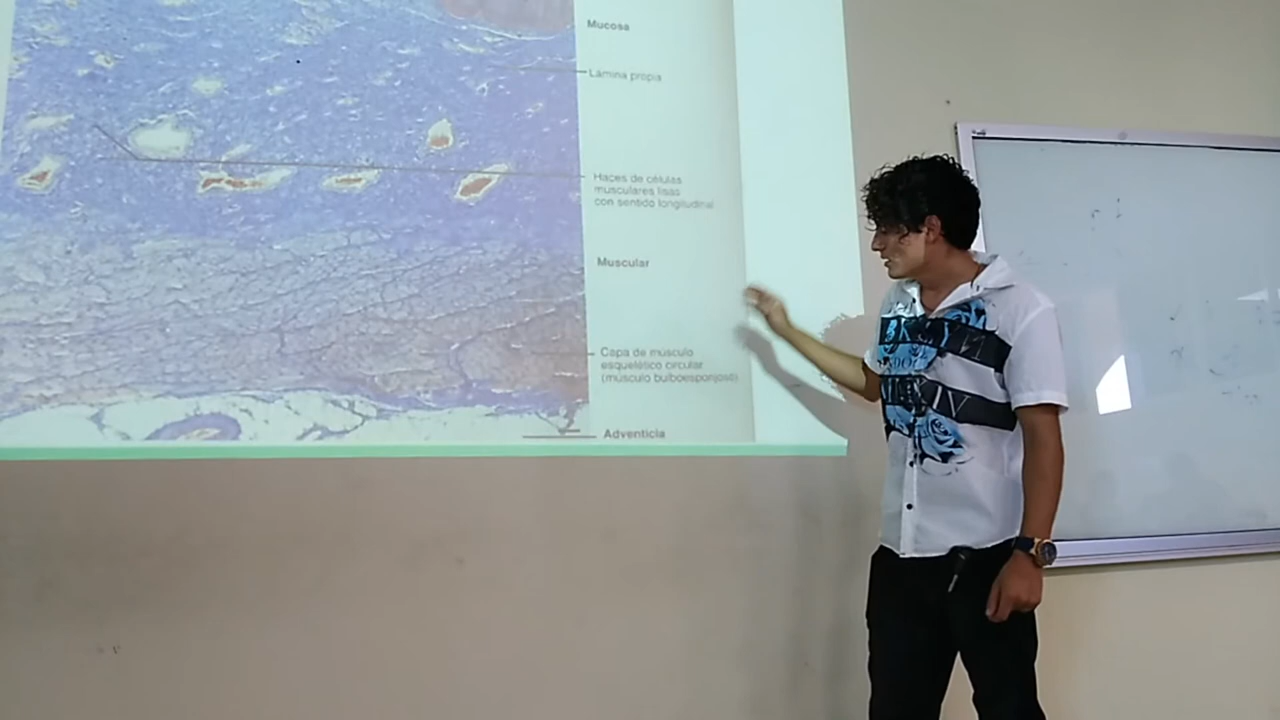 Mucosa
Lámina propia
Haces de células
musculares lisas
con sentido longitudinal
Muscular
Capa de músculo
esquelético circular
(músculo bulboesponjoso)
Adventicia